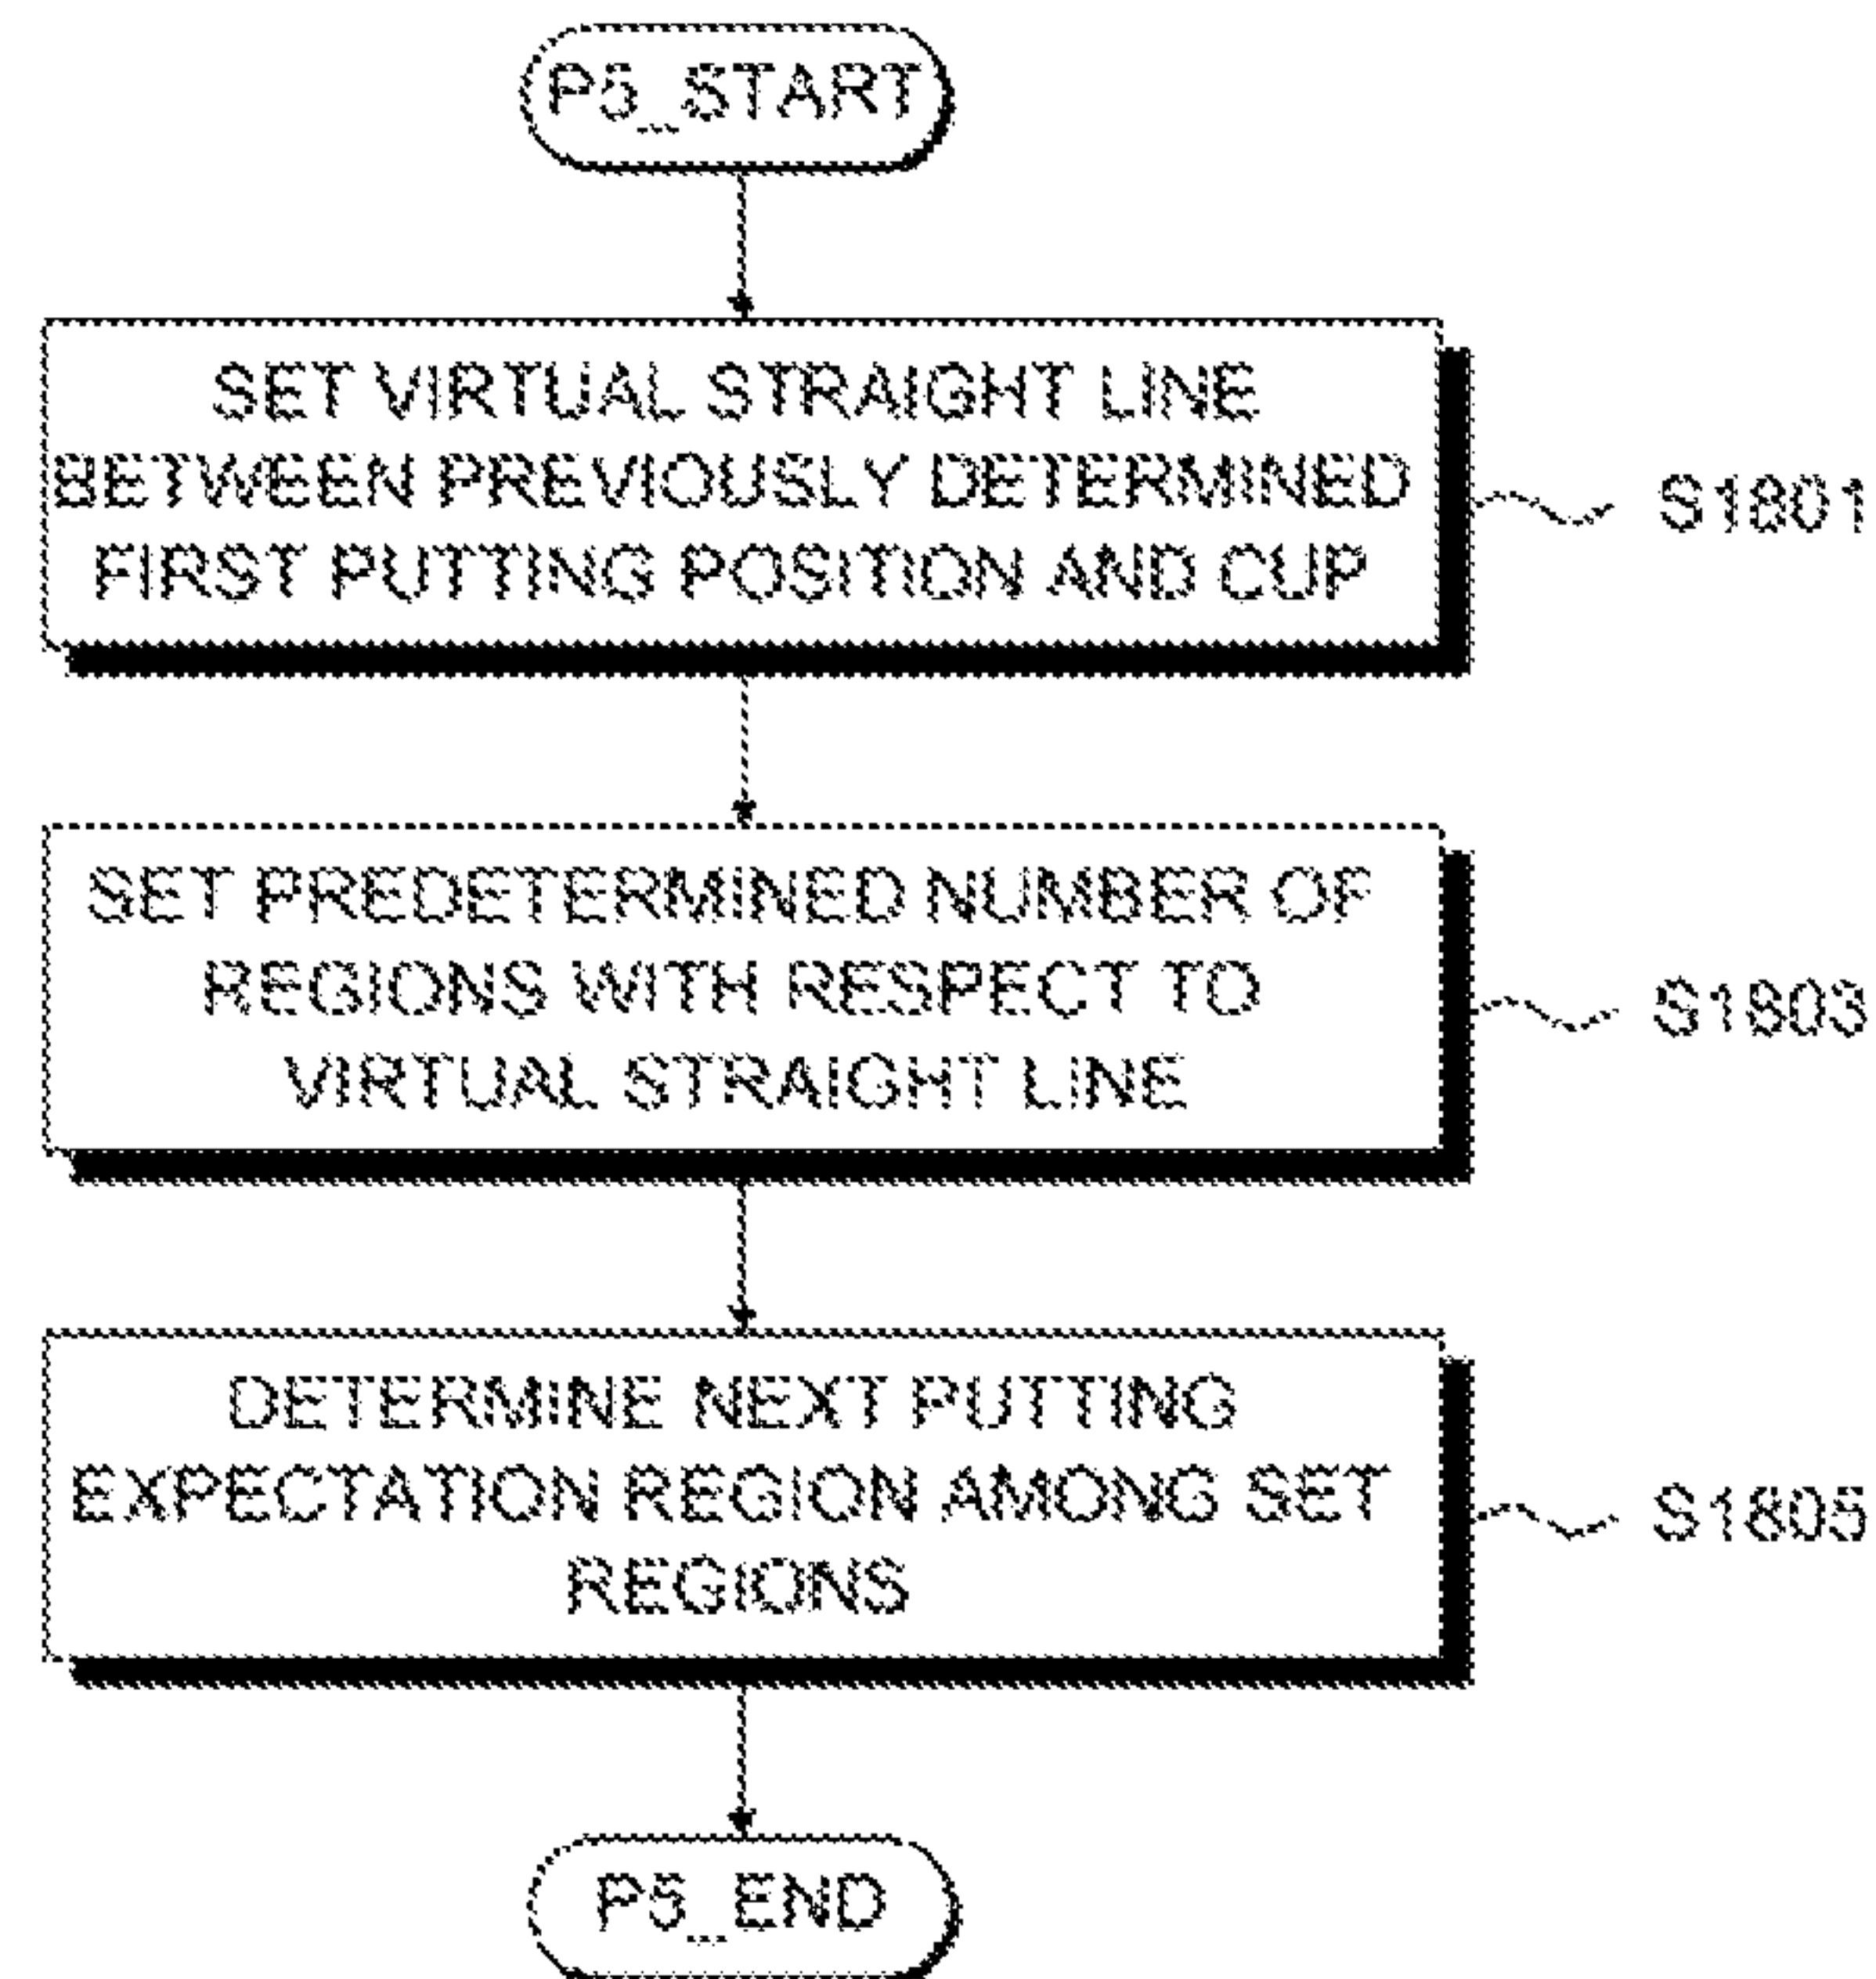 P5_START
SET VIRTUAL STRAIGHT LINE
BETWEEN PREVIOUSLY DETERMINED
FIRST PUTTING POSITION AND CUP
S1801
SET PREDETERMINED NUMBER OF
REGIONS WITH RESPECT TO
VIRTUAL STRAIGHT LINE
S1803
DETERMINE NEXT PUTTING
EXPECTATION REGION AMONG SET
REGIONS
S1805
P5_END